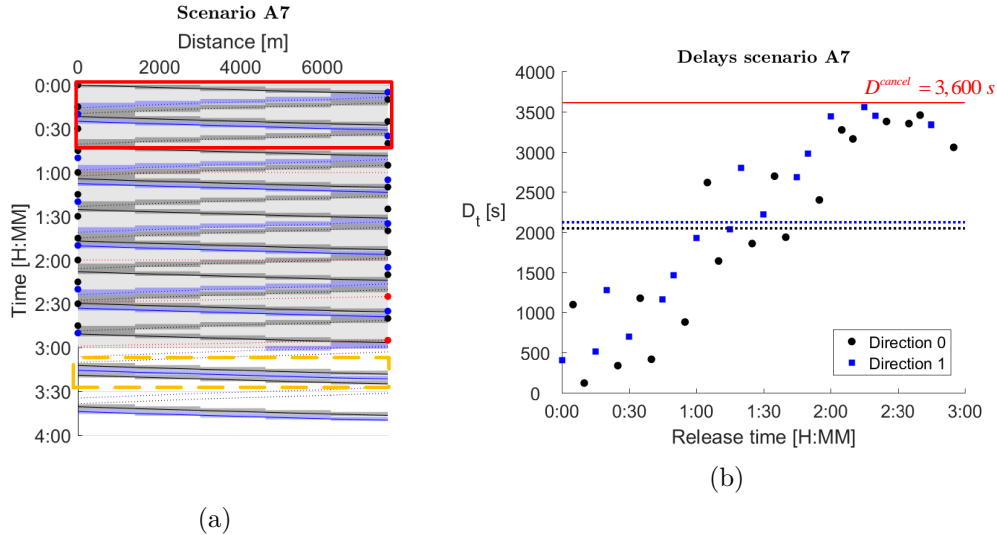 Scenario A7
Distance [m]
0 2000 4000 6000
Time [H:MM]
0:00
0:30
1:00
1:30
2:00
2:30
3:00
3:30
4:00
(a)
Delays scenario A7
D_t [s]
4000
3500
3000
2500
2000
1500
1000
500
0
D^cancel = 3,600 s
Direction 0
Direction 1
0:00 0:30 1:00 1:30 2:00 2:30 3:00
Release time [H:MM]
(b)